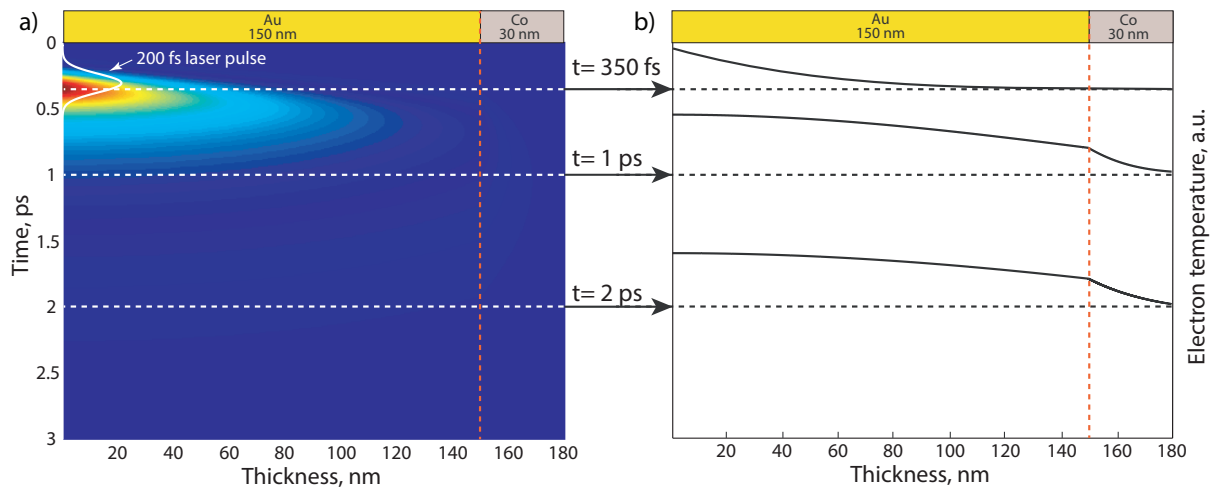 a)
Au
150 nm
Co
30 nm
200 fs laser pulse
0
0.5
1
1.5
2
2.5
3
Time, ps
20
40
60
80
100
120
140
160
180
Thickness, nm
t= 350 fs
t= 1 ps
t= 2 ps
b)
Au
150 nm
Co
30 nm
20
40
60
80
100
120
140
160
180
Thickness, nm
Electron temperature, a.u.